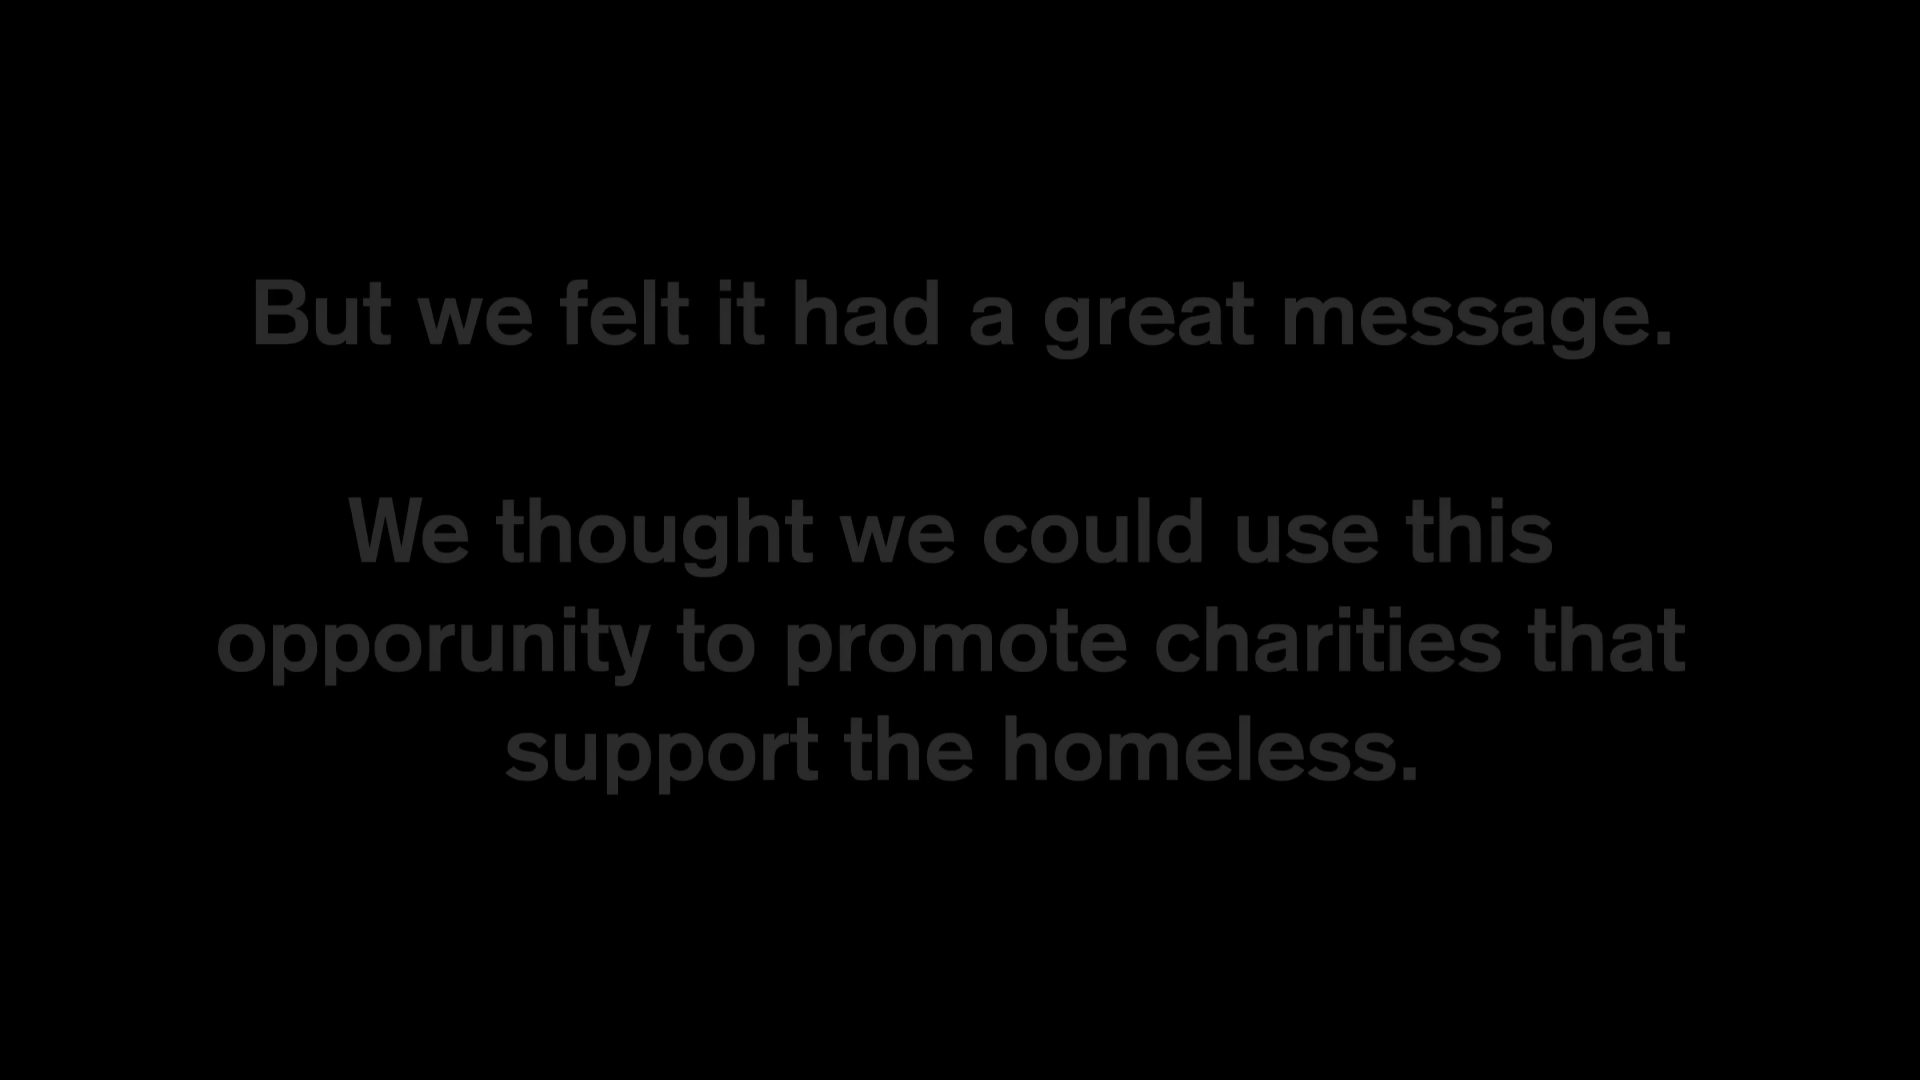 But we felt it had a great message.
We thought we could use this
opporunity to promote charities that
support the homeless.